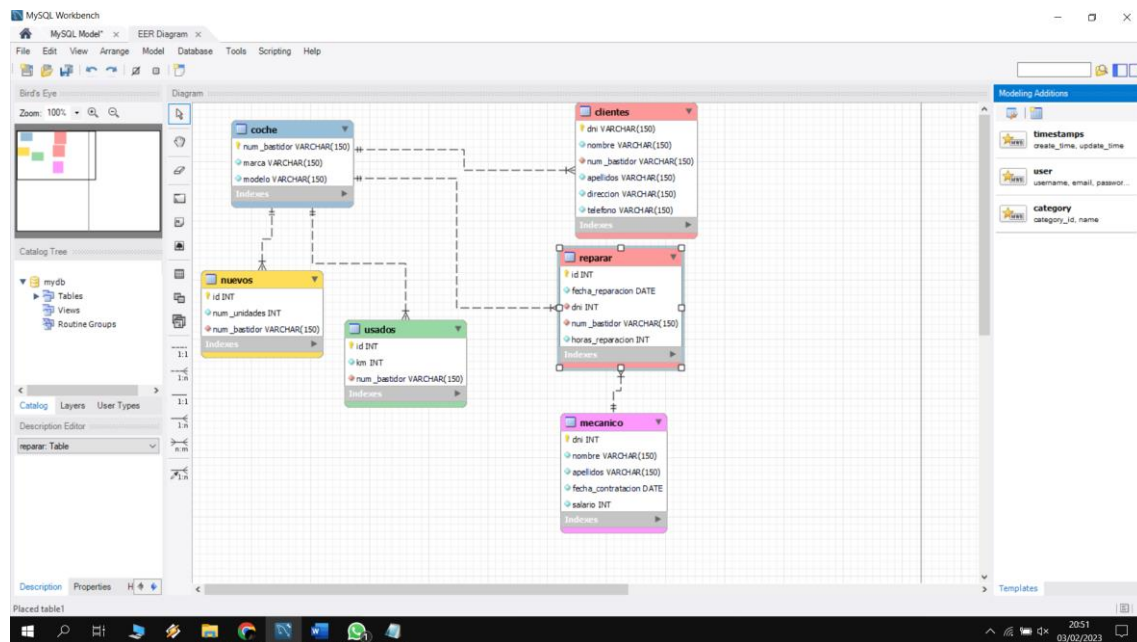 MySQL Workbench
MySQL Model*
EER Diagram
File Edit View Arrange Model Database Tools Scripting Help
Bird's Eye
Zoom: 100%
Catalog Tree
mydb
Tables
Views
Routine Groups
Catalog Layers User Types
Description Editor
reparar: Table
Description Properties H
Placed table1
Diagram
1:1
1:n
1:1
1:n
n:m
1:n
coche
num_bastidor VARCHAR(150)
marca VARCHAR(150)
modelo VARCHAR(150)
Indexes
clientes
dni VARCHAR(150)
nombre VARCHAR(150)
num_bastidor VARCHAR(150)
apellidos VARCHAR(150)
direccion VARCHAR(150)
telefono VARCHAR(150)
Indexes
nuevos
id INT
num_unidades INT
num_bastidor VARCHAR(150)
Indexes
usados
id INT
km INT
num_bastidor VARCHAR(150)
Indexes
reparar
id INT
fecha_reparacion DATE
dni INT
num_bastidor VARCHAR(150)
horas_reparacion INT
Indexes
mecanico
dni INT
nombre VARCHAR(150)
apellidos VARCHAR(150)
fecha_contratacion DATE
salario INT
Indexes
Modeling Additions
timestamps
create_time, update_time
user
username, email, passwor...
category
category_id, name
Templates
20:51
03/02/2023